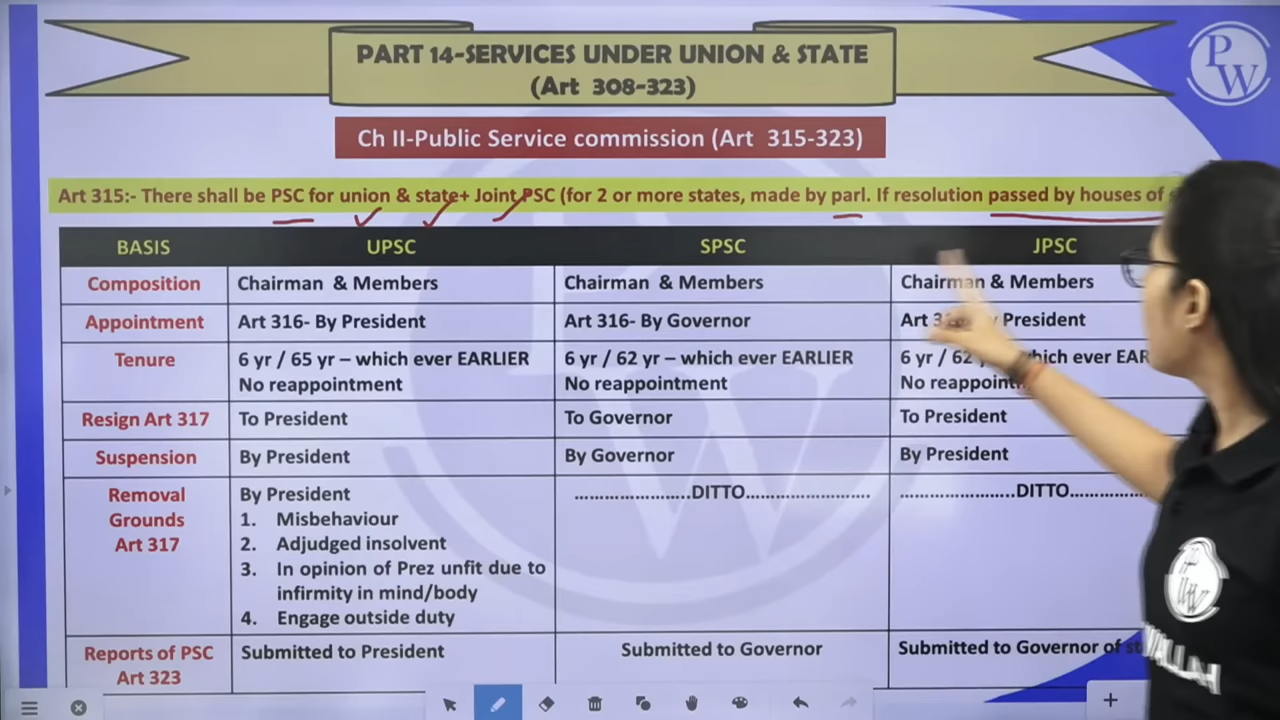 PART 14-SERVICES UNDER UNION & STATE
(Art 308-323)
PW
Ch II-Public Service commission (Art 315-323)
Art 315:- There shall be PSC for union & state+ Joint PSC (for 2 or more states, made by parl. If resolution passed by houses of
BASIS UPSC SPSC JPSC
Composition Chairman & Members Chairman & Members Chairman & Members
Appointment Art 316- By President Art 316- By Governor Art President
Tenure 6 yr / 65 yr – which ever EARLIER 6 yr / 62 yr – which ever EARLIER 6 yr / 62
No reappointment No reappointment No
Resign Art 317 To President To Governor To President
Suspension By President By Governor By President
Removal Grounds Art 317 By President ........................DITTO........................ ........................DITTO..............
1. Misbehaviour
2. Adjudged insolvent
3. In opinion of Prez unfit due to
infirmity in mind/body
4. Engage outside duty
Reports of PSC Art 323 Submitted to President Submitted to Governor Submitted to Governor of